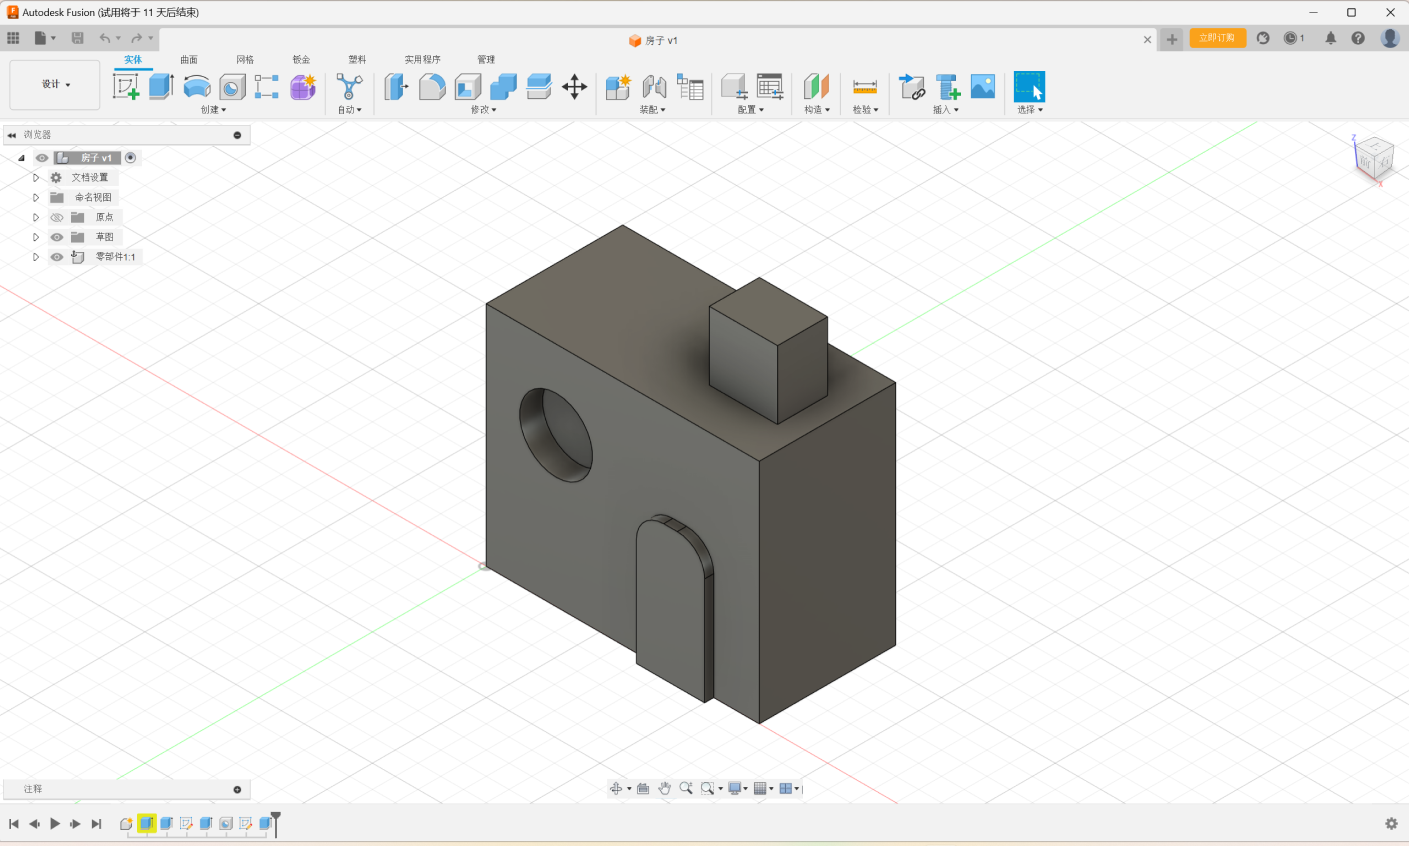 Autodesk Fusion (试用将于 11 天后结束)
房子 v1
立即订购
1
实体 曲面 网格 钣金 塑料 实用程序 管理
设计
创建 自动 修改 装配 配置 构造 检验 插入 选择
浏览器
房子 v1
文档设置
命名视图
原点
草图
零部件1:1
Z
X
注释